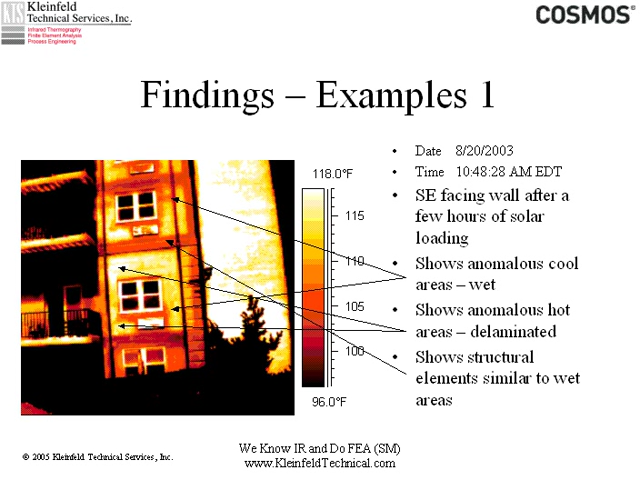 KTS
Kleinfeld
Technical Services, Inc.
Infrared Thermography
Finite Element Analysis
Process Engineering
COSMOS®
Findings – Examples 1
• Date 8/20/2003
• Time 10:48:28 AM EDT
• SE facing wall after a
few hours of solar
loading
• Shows anomalous cool
areas – wet
• Shows anomalous hot
areas – delaminated
• Shows structural
elements similar to wet
areas
118.0°F
115
110
105
100
96.0°F
© 2005 Kleinfeld Technical Services, Inc.
We Know IR and Do FEA (SM)
www.KleinfeldTechnical.com